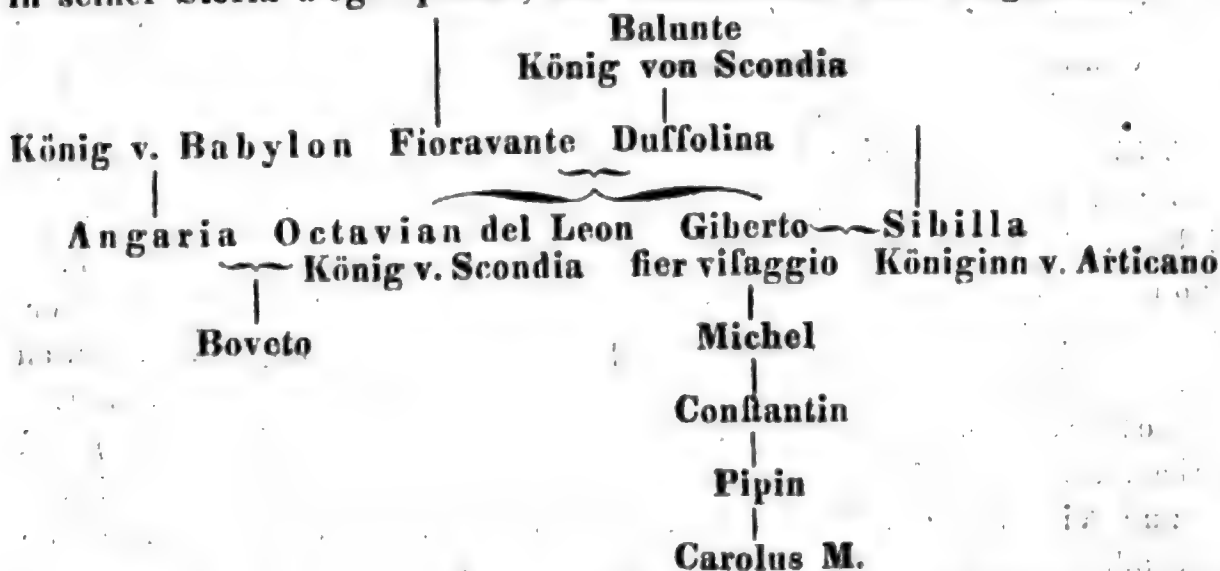 Balunte
König von Scondia
König v. Babylon Fioravante Duſſolina
Angaria Octavian del Leon Giberto Sibilla
König v. Scondia fier viſaggio Königinn v. Articano
Boveto
Michel
Conſtantin
Pipin
Carolus M.